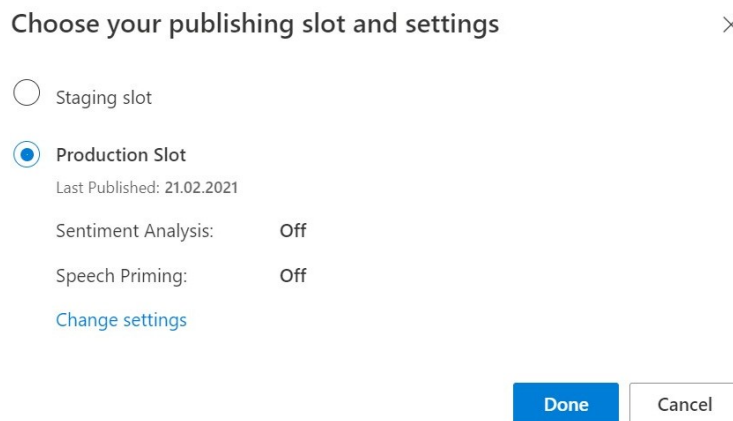 Choose your publishing slot and settings
Staging slot
Production Slot
Last Published: 21.02.2021
Sentiment Analysis: Off
Speech Priming: Off
Change settings
Done Cancel